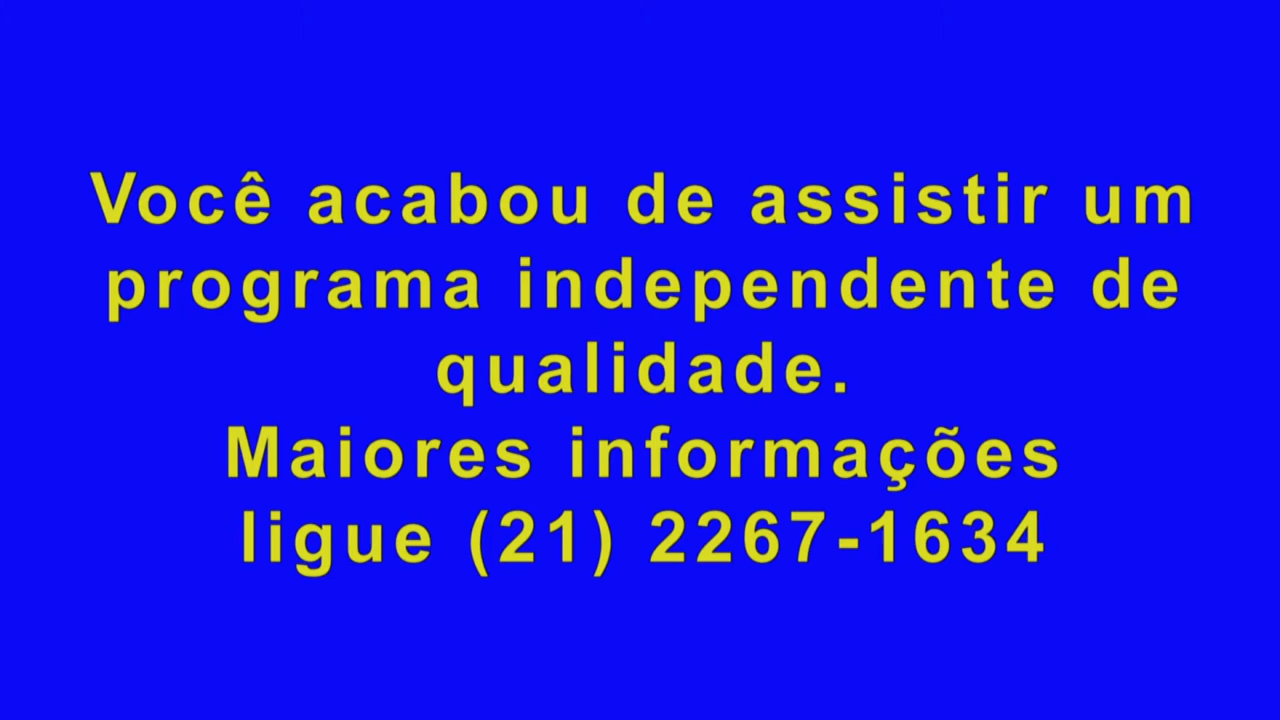 Você acabou de assistir um
programa independente de
qualidade.
Maiores informações
ligue (21) 2267-1634